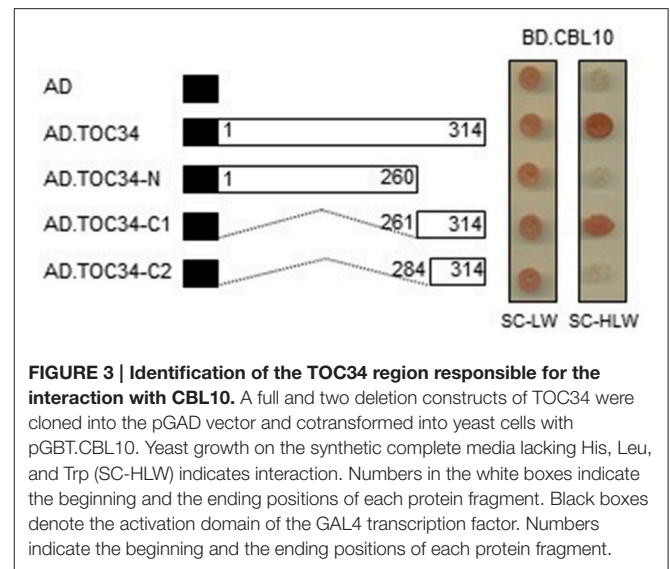 BD.CBL10
AD
AD.TOC34 1 314
AD.TOC34-N 1 260
AD.TOC34-C1 261 314
AD.TOC34-C2 284 314
SC-LW SC-HLW
FIGURE 3 | Identification of the TOC34 region responsible for the
interaction with CBL10. A full and two deletion constructs of TOC34 were
cloned into the pGAD vector and cotransformed into yeast cells with
pGBT.CBL10. Yeast growth on the synthetic complete media lacking His, Leu,
and Trp (SC-HLW) indicates interaction. Numbers in the white boxes indicate
the beginning and the ending positions of each protein fragment. Black boxes
denote the activation domain of the GAL4 transcription factor. Numbers
indicate the beginning and the ending positions of each protein fragment.